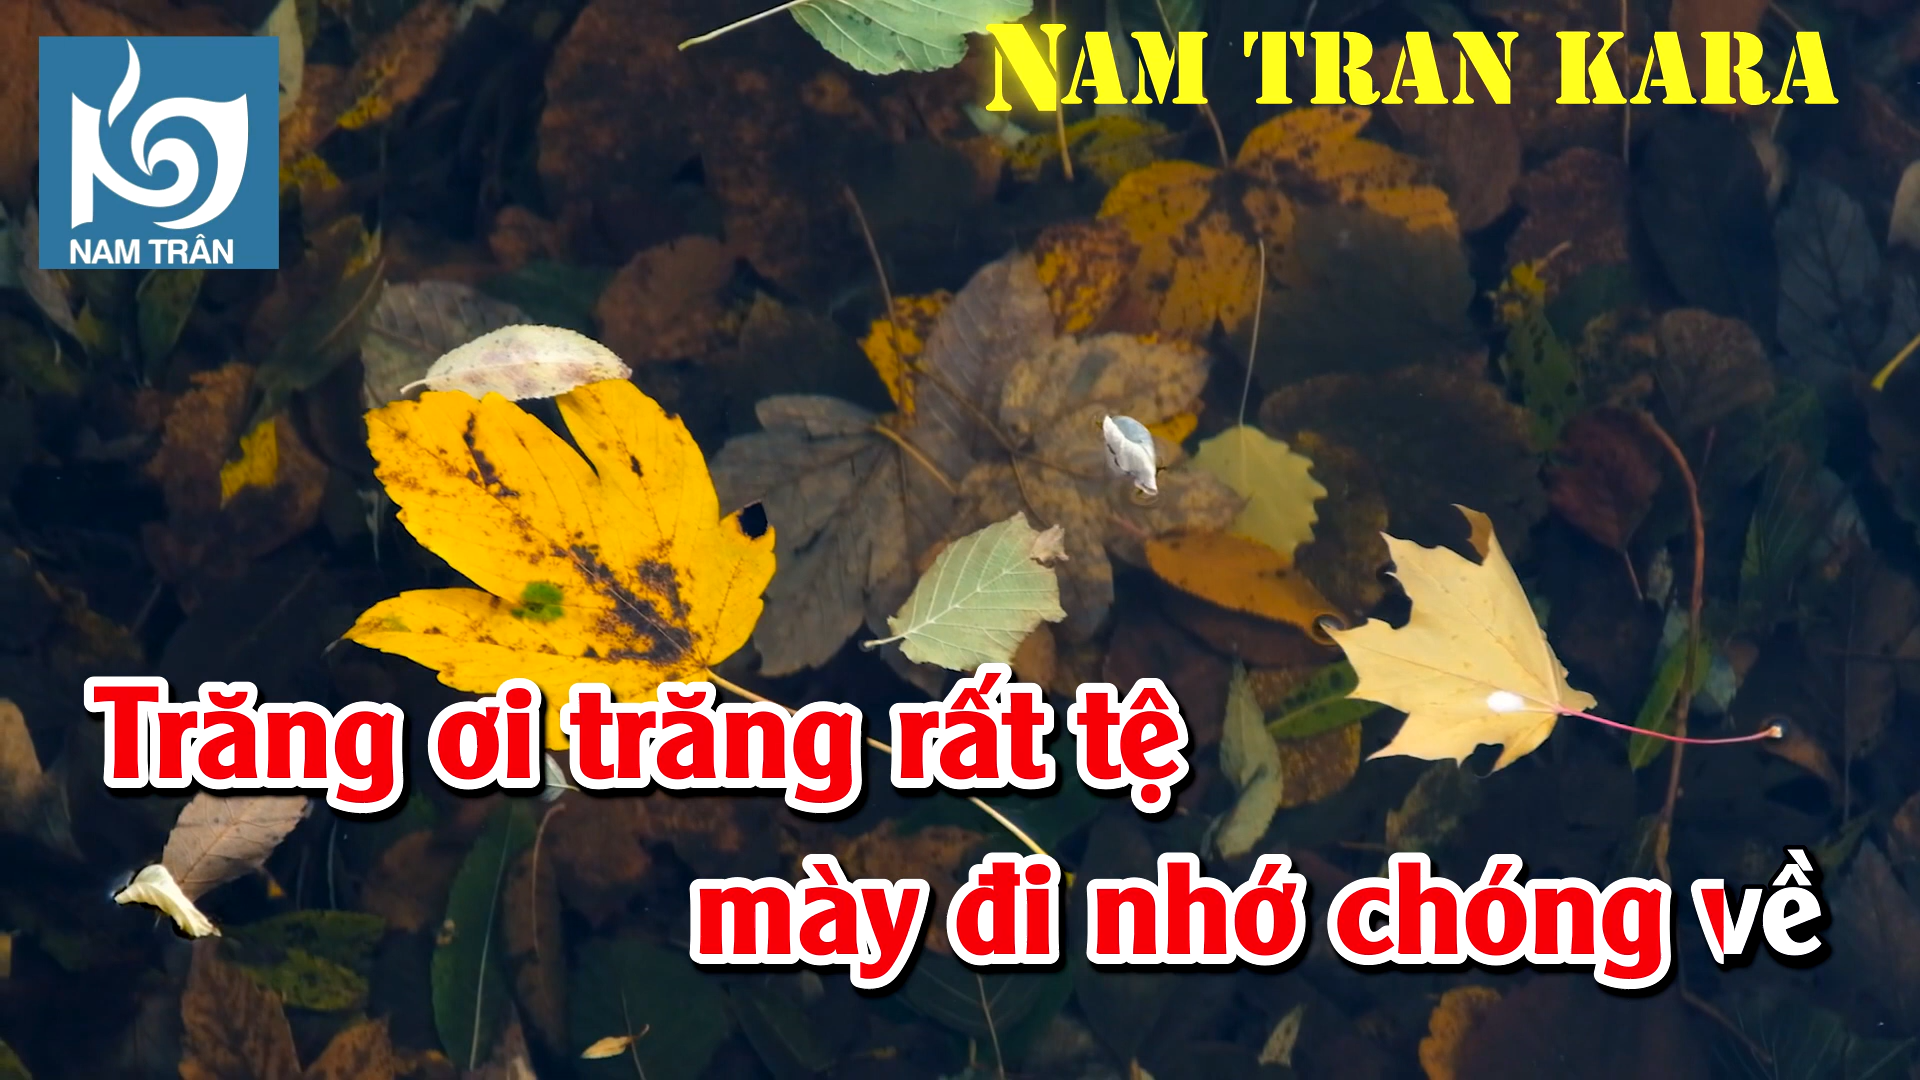 NAM TRAN KARA
NAM TRÂN
Trăng ơi trăng rất tệ
mày đi nhớ chóng về